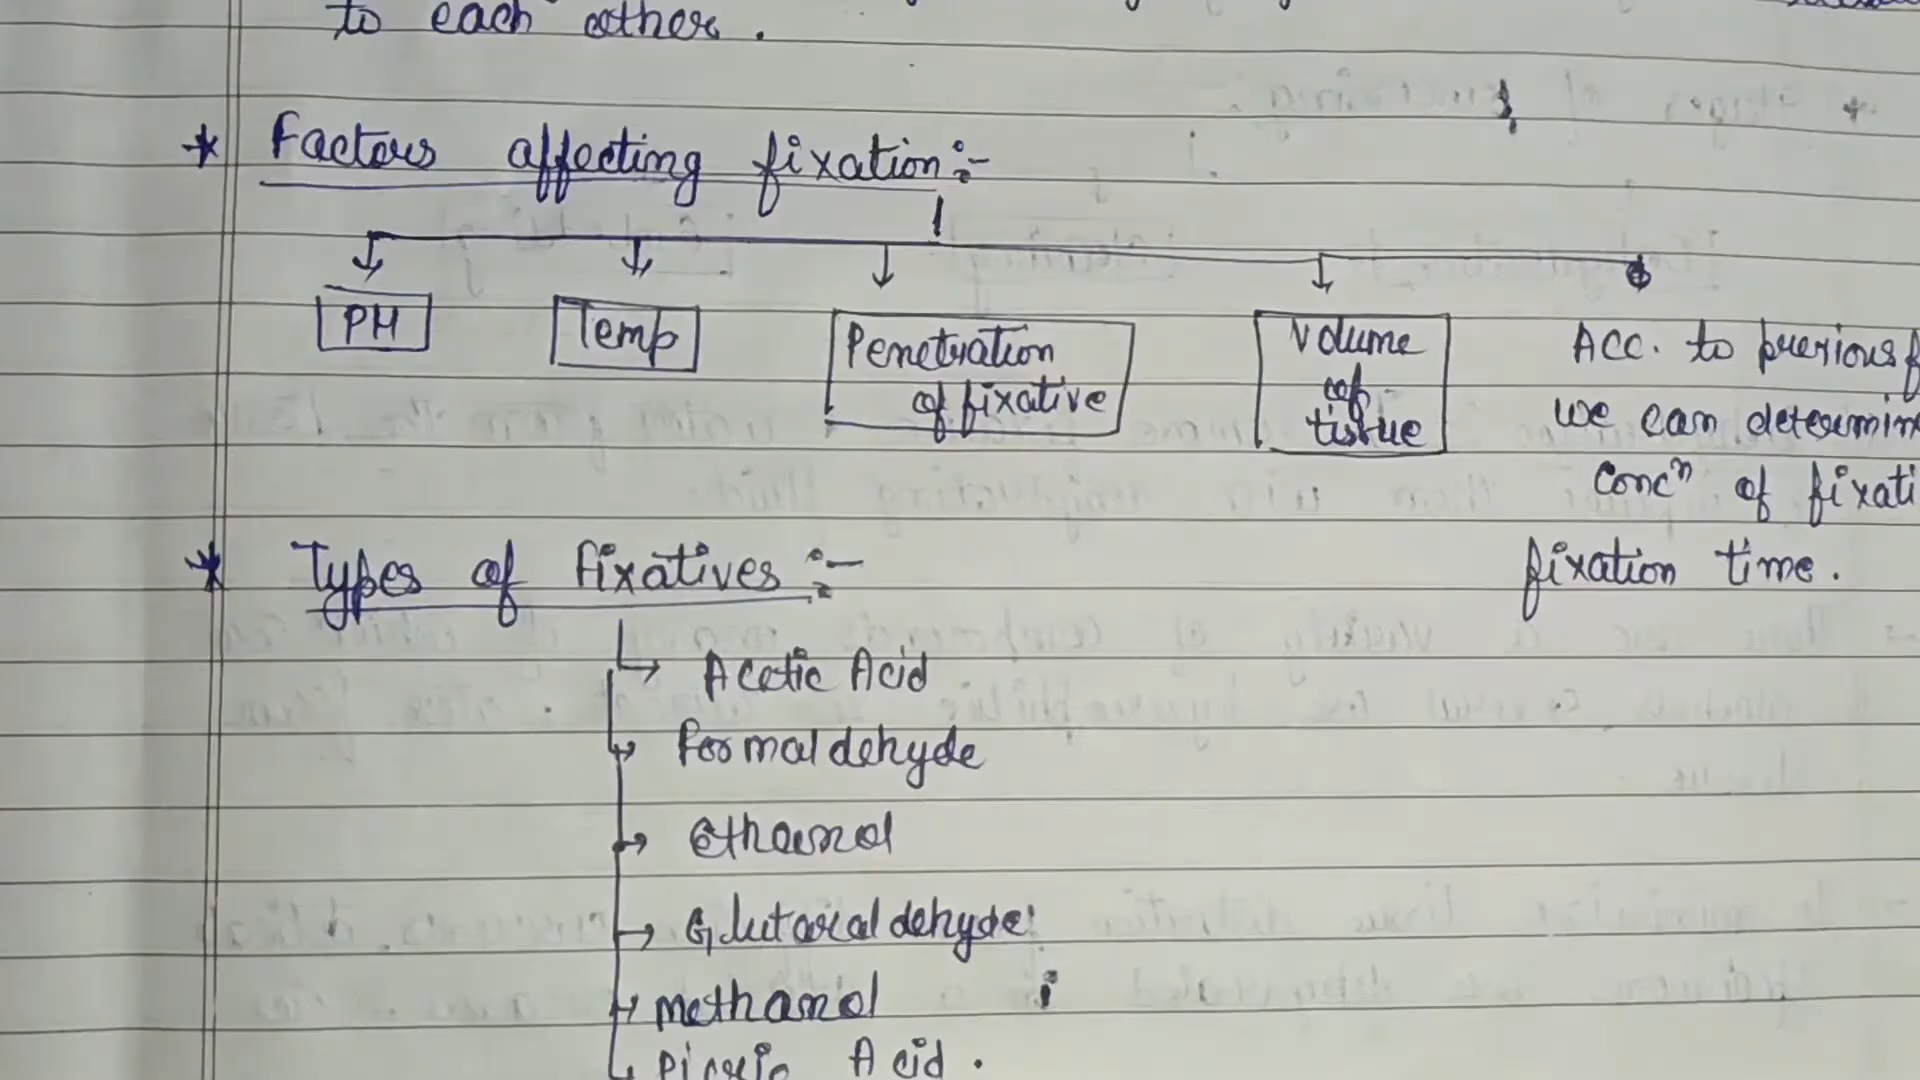 to each other.
* Factors affecting fixation:-
PH
Temp
Penetration
of fixative
Volume
of
tissue
Acc. to previous f
we can determin
Concn of fixati
fixation time.
* Types of fixatives :-
Acetic Acid
Formaldehyde
Ethanol
Glutaraldehyde
Methanol
Picric Acid.